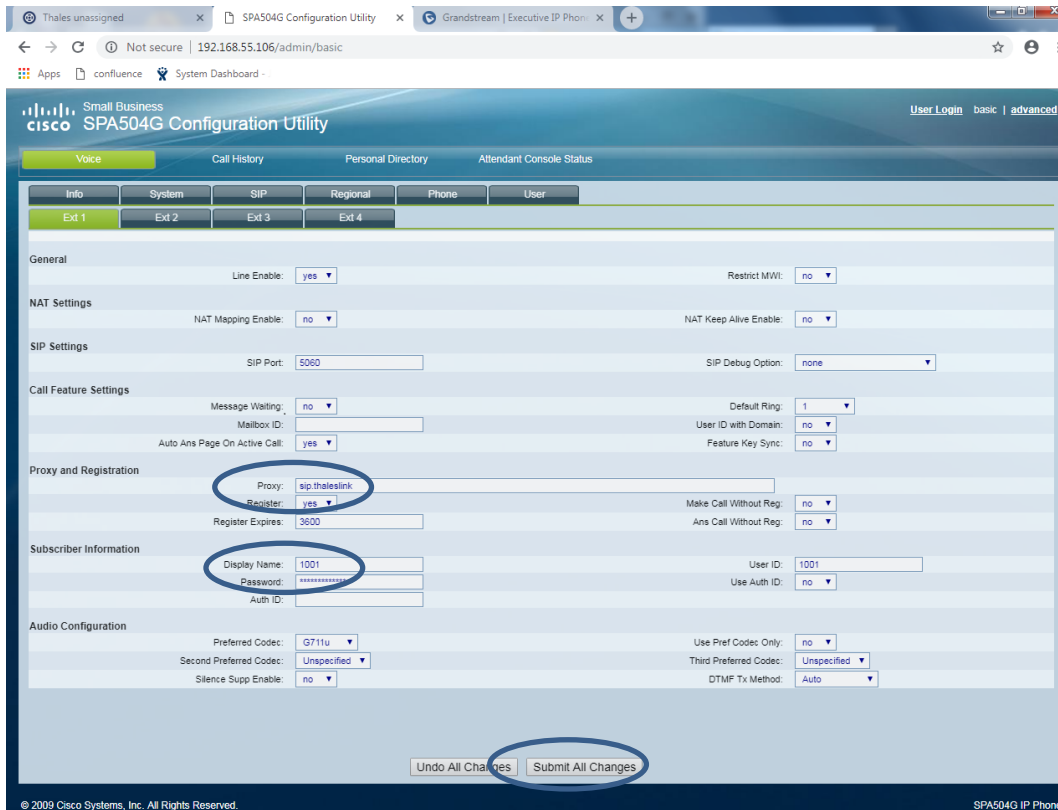 Thales unassigned SPA504G Configuration Utility Grandstream | Executive IP Phone
Not secure | 192.168.55.106/admin/basic
Apps confluence System Dashboard -
Small Business
CISCO SPA504G Configuration Utility
User Login basic | advanced
Voice Call History Personal Directory Attendant Console Status
Info System SIP Regional Phone User
Ext 1 Ext 2 Ext 3 Ext 4
General
Line Enable: yes Restrict MWI: no
NAT Settings
NAT Mapping Enable: no NAT Keep Alive Enable: no
SIP Settings
SIP Port: 5060 SIP Debug Option: none
Call Feature Settings
Message Waiting: no Default Ring: 1
Mailbox ID: User ID with Domain: no
Auto Ans Page On Active Call: yes Feature Key Sync: no
Proxy and Registration
Proxy: sip.thaleslink
Register: yes Make Call Without Reg: no
Register Expires: 3600 Ans Call Without Reg: no
Subscriber Information
Display Name: 1001 User ID: 1001
Password: ************* Use Auth ID: no
Auth ID:
Audio Configuration
Preferred Codec: G711u Use Pref Codec Only: no
Second Preferred Codec: Unspecified Third Preferred Codec: Unspecified
Silence Supp Enable: no DTMF Tx Method: Auto
Undo All Changes Submit All Changes
© 2009 Cisco Systems, Inc. All Rights Reserved. SPA504G IP Phone